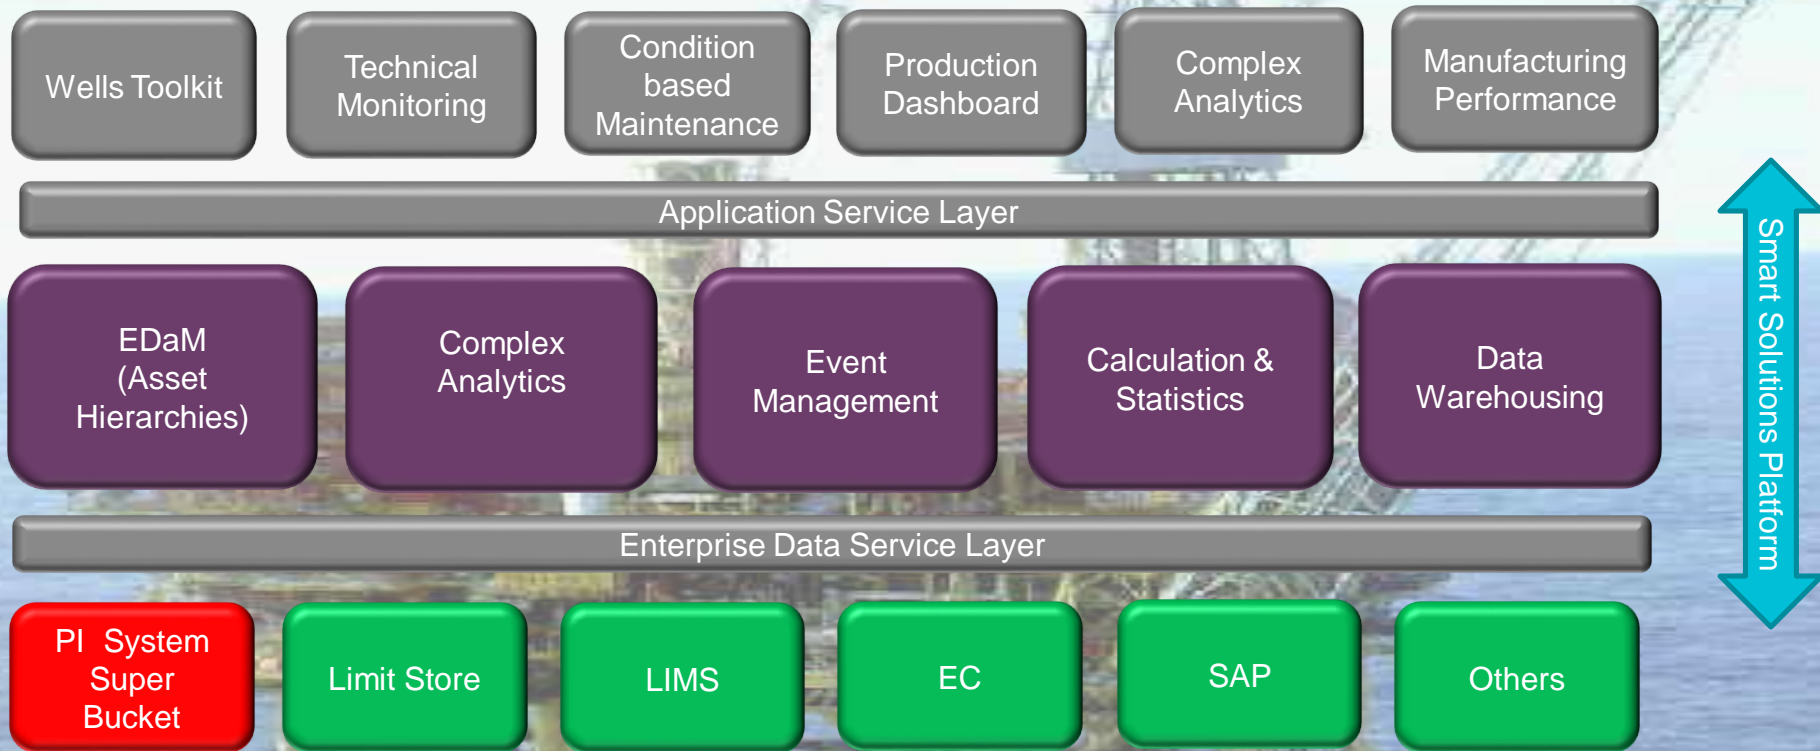 Wells Toolkit
Technical
Monitoring
Condition
based
Maintenance
Production
Dashboard
Complex
Analytics
Manufacturing
Performance
Application Service Layer
EDaM
(Asset
Hierarchies)
Complex
Analytics
Event
Management
Calculation &
Statistics
Data
Warehousing
Smart Solutions Platform
Enterprise Data Service Layer
PI System
Super
Bucket
Limit Store
LIMS
EC
SAP
Others